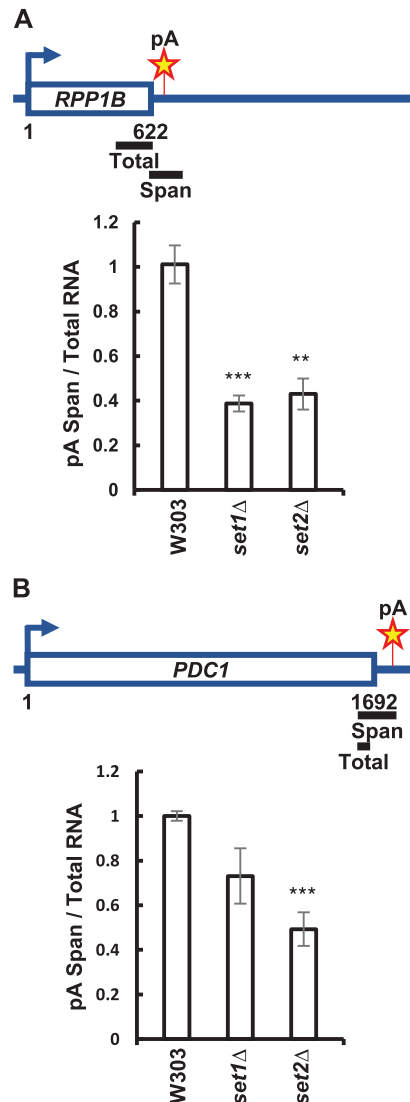 A
pA
RPP1B
1 622
Total
Span
pA Span / Total RNA
1.2
1
0.8
0.6
0.4
0.2
0
***
**
W303
set1Δ
set2Δ
B
pA
PDC1
1 1692
Span
Total
pA Span / Total RNA
1.2
1
0.8
0.6
0.4
0.2
0
***
W303
set1Δ
set2Δ